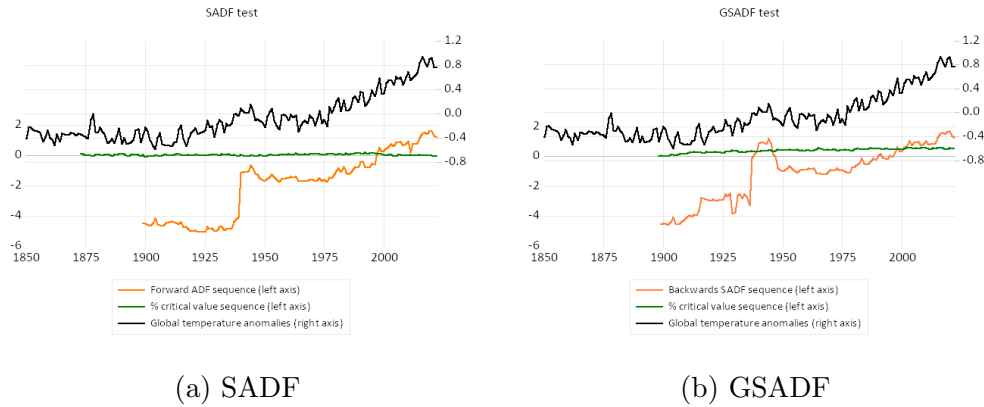 SADF test
1.2
0.8
0.4
0.0
-0.4
-0.8
2
0
-2
-4
-6
1850 1875 1900 1925 1950 1975 2000
Forward ADF sequence (left axis)
% critical value sequence (left axis)
Global temperature anomalies (right axis)
(a) SADF
GSADF test
1.2
0.8
0.4
0.0
-0.4
-0.8
2
0
-2
-4
-6
1850 1875 1900 1925 1950 1975 2000
Backwards SADF sequence (left axis)
% critical value sequence (left axis)
Global temperature anomalies (right axis)
(b) GSADF